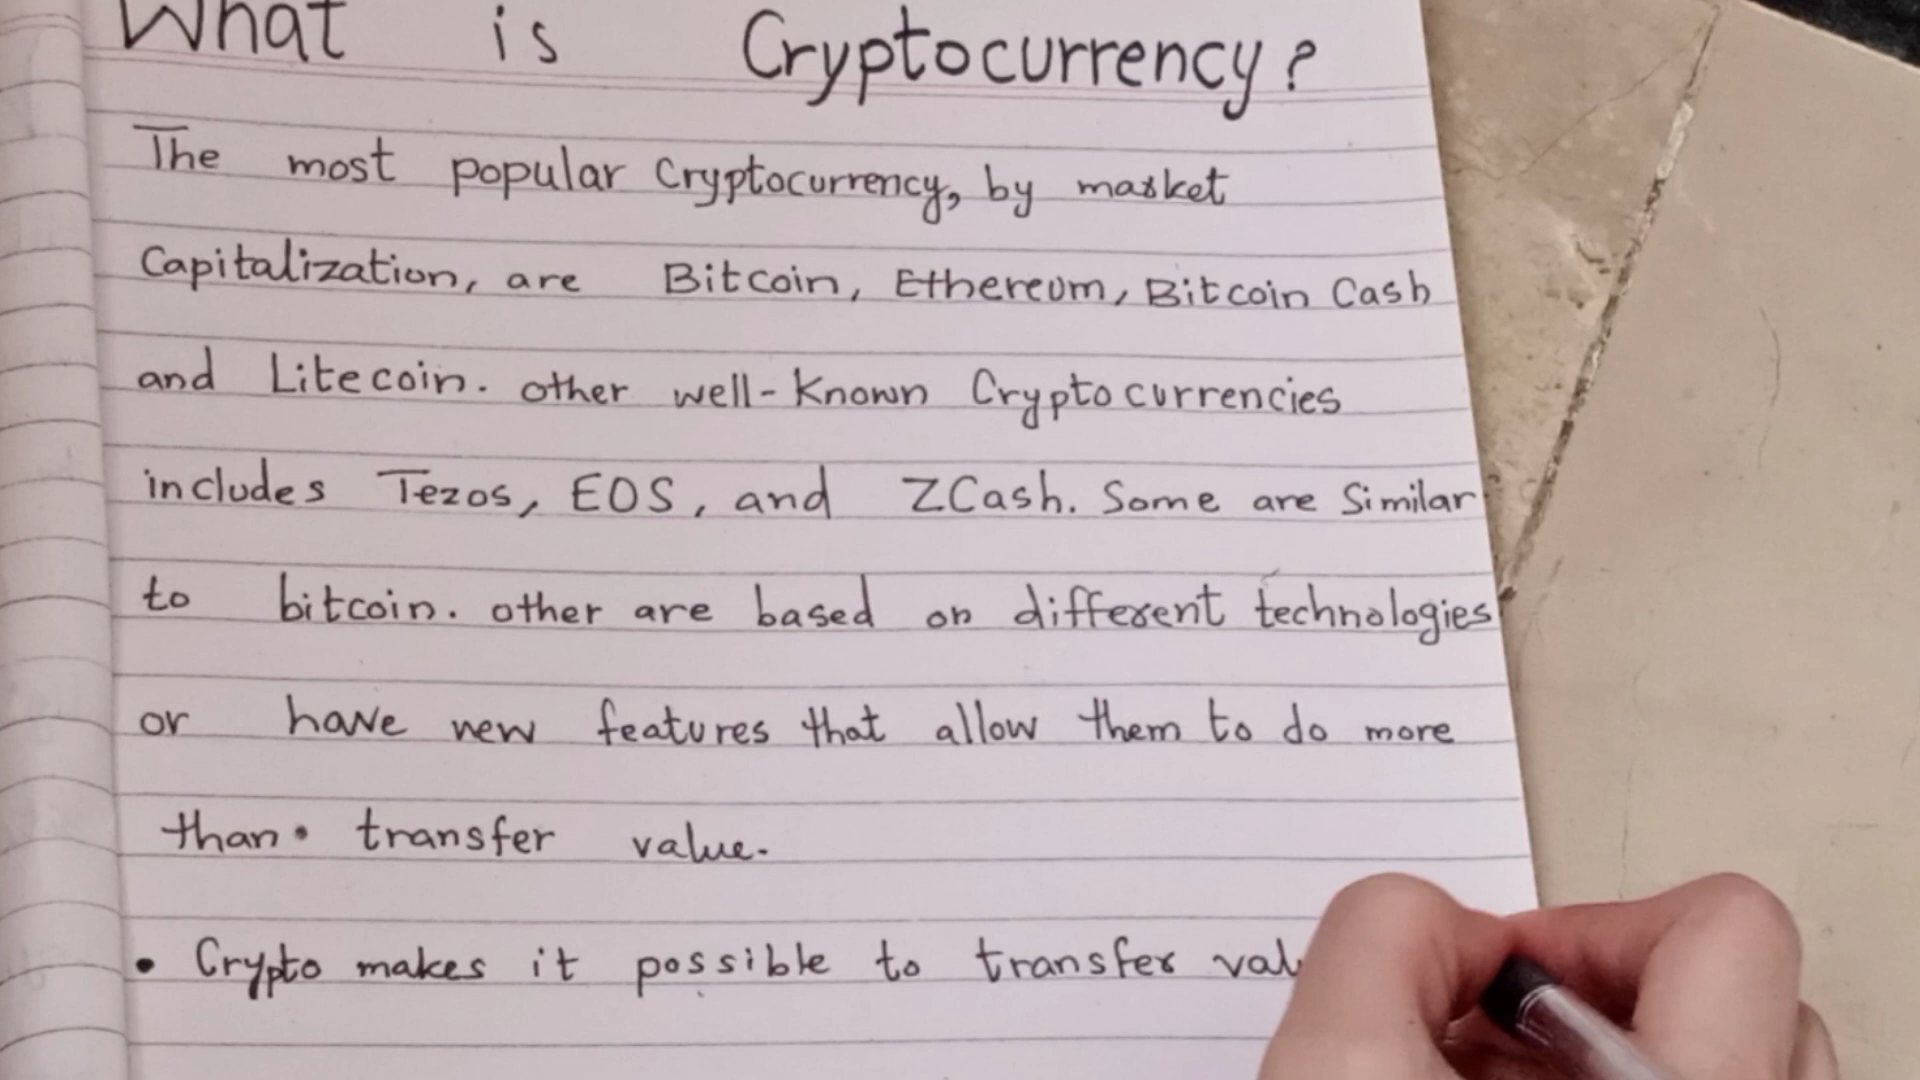 What is Cryptocurrency?
The most popular Cryptocurrency, by market
Capitalization, are Bitcoin, Ethereum, Bitcoin Cash
and Litecoin. other well-Known Cryptocurrencies
includes Tezos, EOS, and ZCash. Some are Similar
to bitcoin. other are based on different technologies
or have new features that allow them to do more
than. transfer value.
• Crypto makes it possible to transfer val